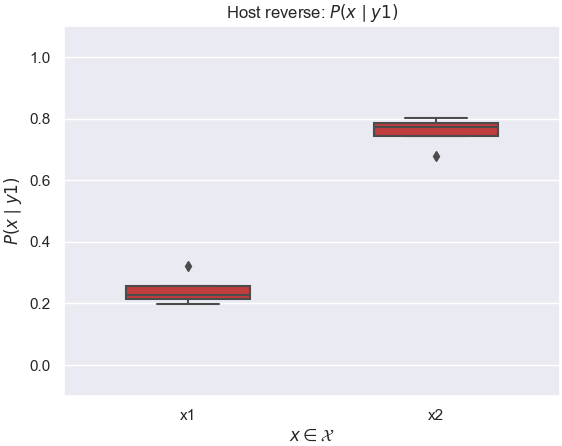 Host reverse: P(x | y1)
P(x | y1)
1.0
0.8
0.6
0.4
0.2
0.0
x1 x2
x ∈ 𝒳